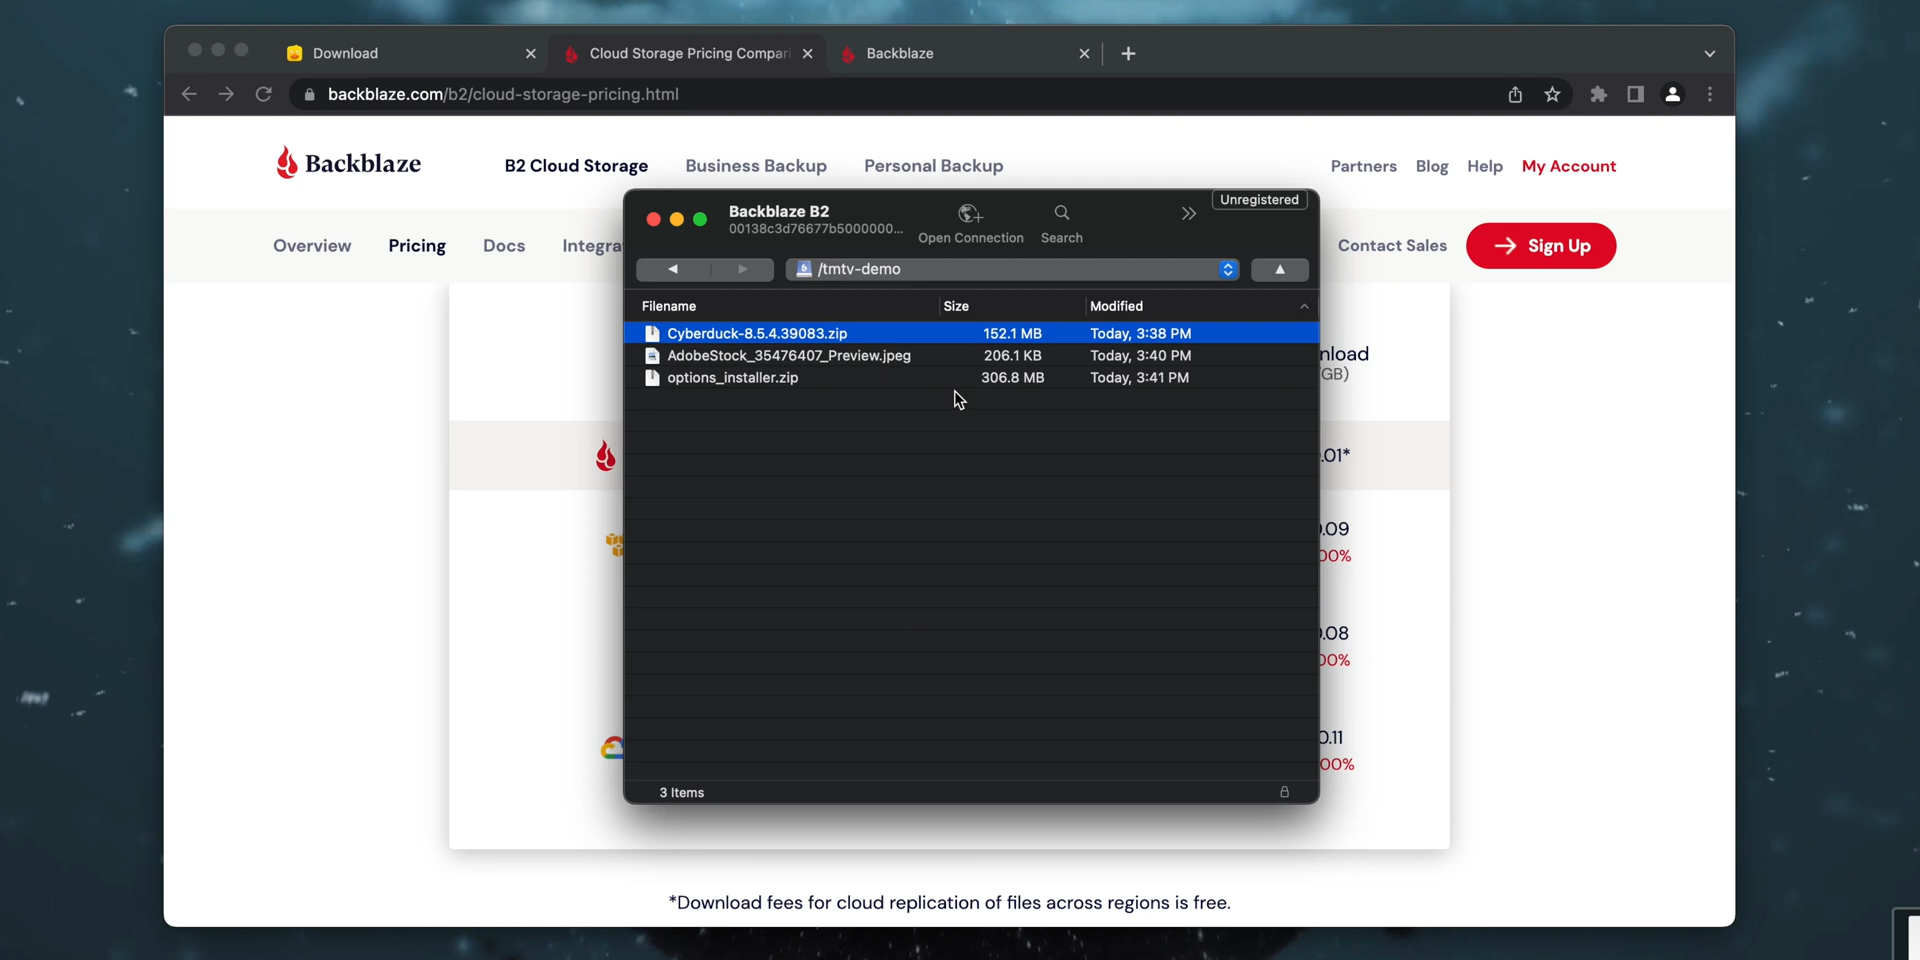 Download
Cloud Storage Pricing Compari
Backblaze
backblaze.com/b2/cloud-storage-pricing.html
Backblaze
B2 Cloud Storage
Business Backup
Personal Backup
Partners
Blog
Help
My Account
Overview
Pricing
Docs
Integra
Contact Sales
Sign Up
Backblaze B2
00138c3d76677b5000000...
Open Connection
Search
Unregistered
/tmtv-demo
Filename Size Modified
Cyberduck-8.5.4.39083.zip 152.1 MB Today, 3:38 PM
AdobeStock_35476407_Preview.jpeg 206.1 KB Today, 3:40 PM
options_installer.zip 306.8 MB Today, 3:41 PM
3 Items
nload
GB)
.01*
.09
00%
.08
00%
0.11
00%
*Download fees for cloud replication of files across regions is free.